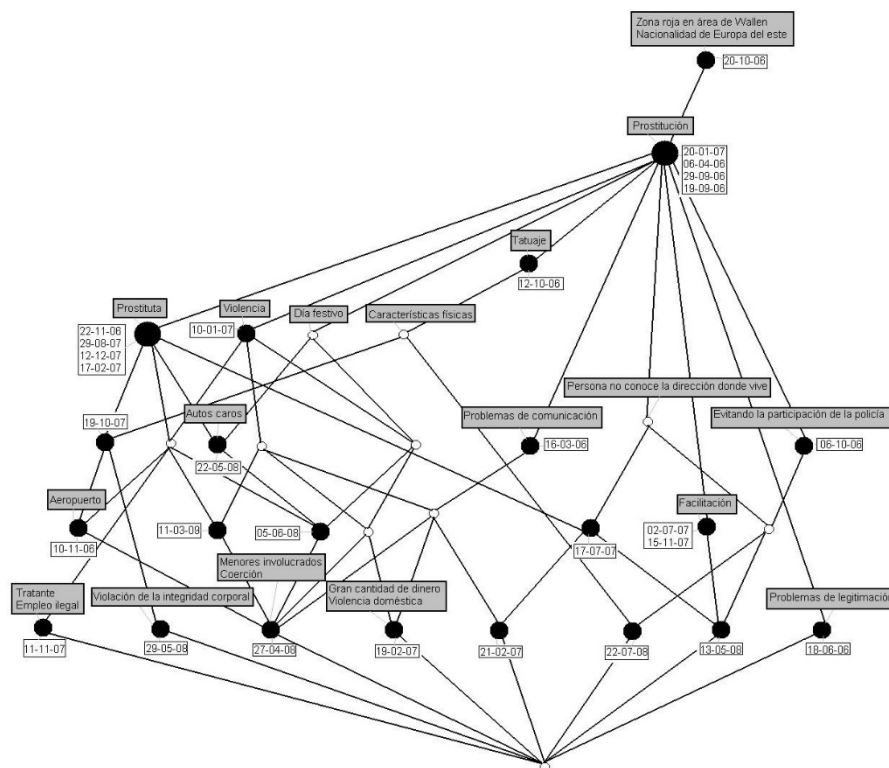 Zona roja en área de Wallen
Nacionalidad de Europa del este
20-10-06
Prostitución
20-01-07
06-04-06
29-09-06
19-09-06
Tatuaje
12-10-06
Prostituta
22-11-06
29-08-07
12-12-07
17-02-07
Violencia
10-01-07
Día festivo
Características físicas
Persona no conoce la dirección donde vive
Autos caros
Problemas de comunicación
Evitando la participación de la policía
19-10-07
22-05-08
16-03-06
06-10-06
Aeropuerto
10-11-06
11-03-09
05-06-08
Facilitación
02-07-07
15-11-07
17-07-07
Menores involucrados
Coerción
Tratante
Empleo ilegal
Violación de la integridad corporal
Gran cantidad de dinero
Violencia doméstica
Problemas de legitimación
11-11-07
29-05-08
27-04-08
19-02-07
21-02-07
22-07-08
13-05-08
18-06-06